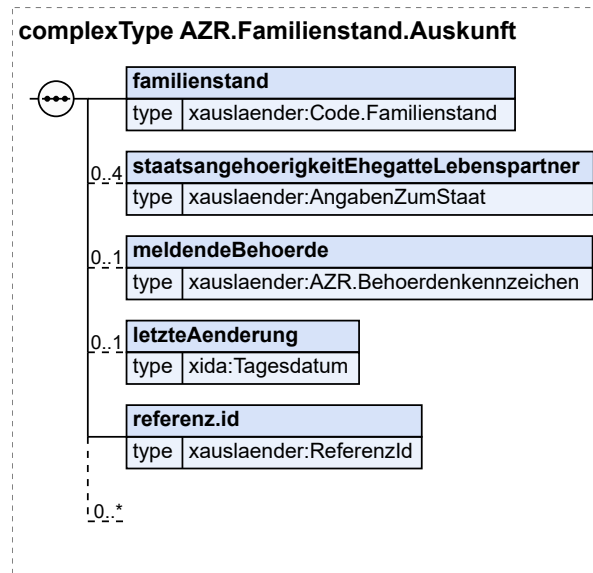 complexType AZR.Familienstand.Auskunft
familienstand
type xauslaender:Code.Familienstand
0..4 staatsangehoerigkeitEhegatteLebenspartner
type xauslaender:AngabenZumStaat
0..1 meldendeBehoerde
type xauslaender:AZR.Behoerdenkennzeichen
0..1 letzteAenderung
type xida:Tagesdatum
referenz.id
type xauslaender:ReferenzId
0..*